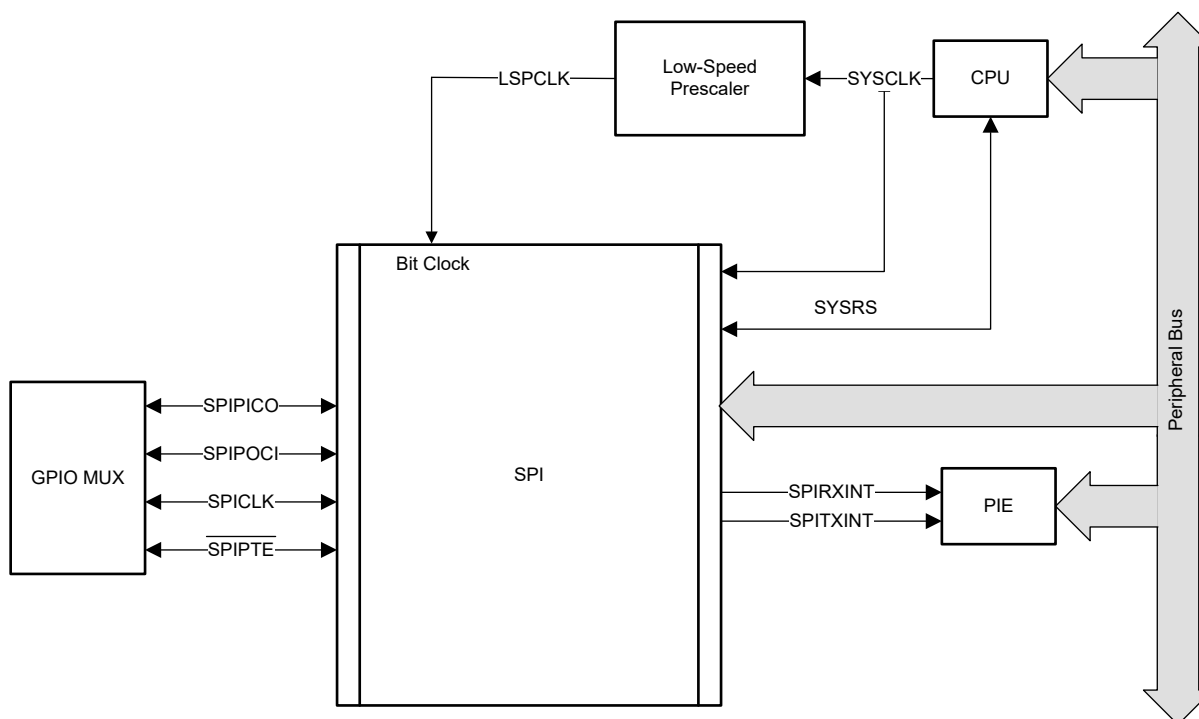 LSPCLK
Low-Speed
Prescaler
SYSCLK
CPU
Bit Clock
SYSRS
Peripheral Bus
GPIO MUX
SPIPICO
SPIPOCI
SPICLK
SPIPTE
SPI
SPIRXINT
SPITXINT
PIE